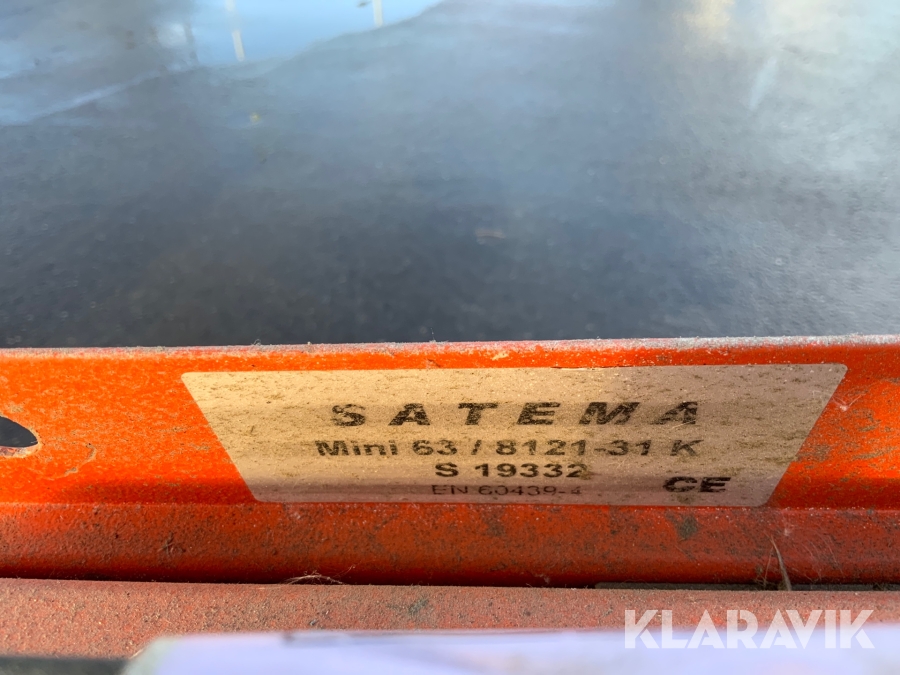 SATEMA
Mini 63 / 8121-31 K
S 19332
EN 60439-4
CE
KLARAVIK